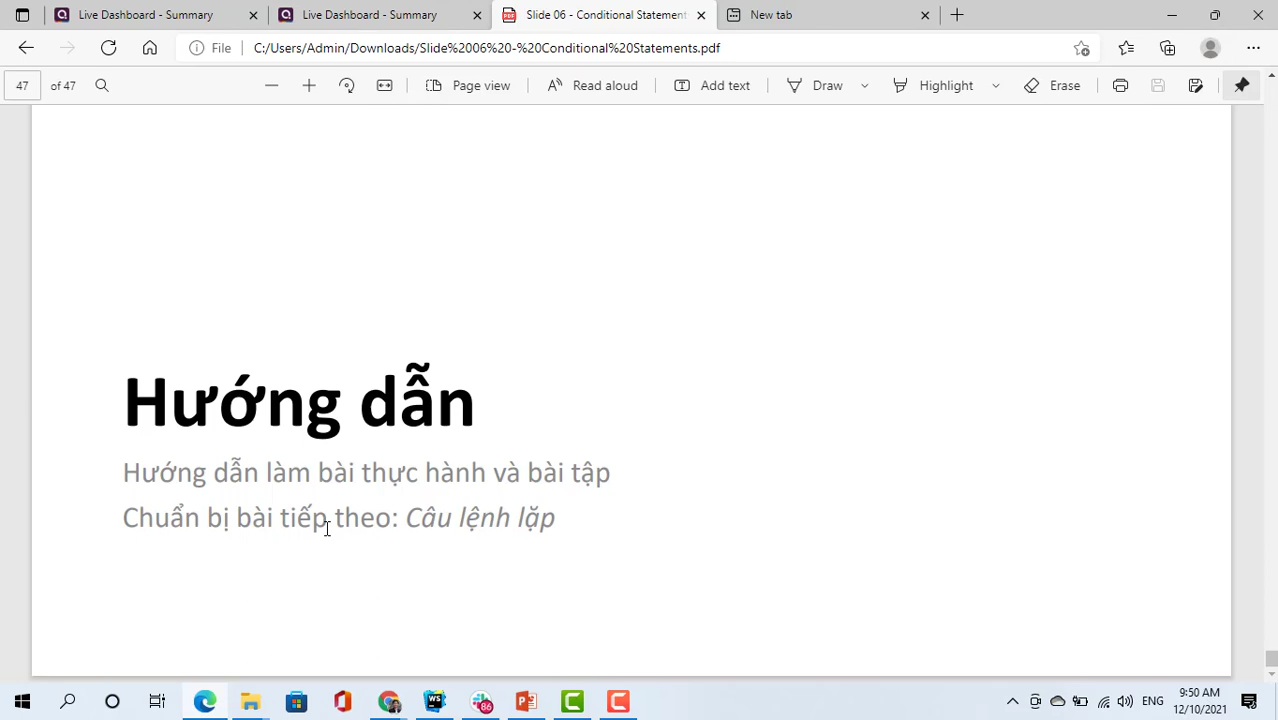 Live Dashboard - Summary
Live Dashboard - Summary
Slide 06 - Conditional Statement
New tab
File
C:/Users/Admin/Downloads/Slide%2006%20-%20Conditional%20Statements.pdf
47 of 47
Page view
Read aloud
Add text
Draw
Highlight
Erase
Hướng dẫn
Hướng dẫn làm bài thực hành và bài tập
Chuẩn bị bài tiếp theo: Câu lệnh lặp
WS
86
ENG
9:50 AM
12/10/2021